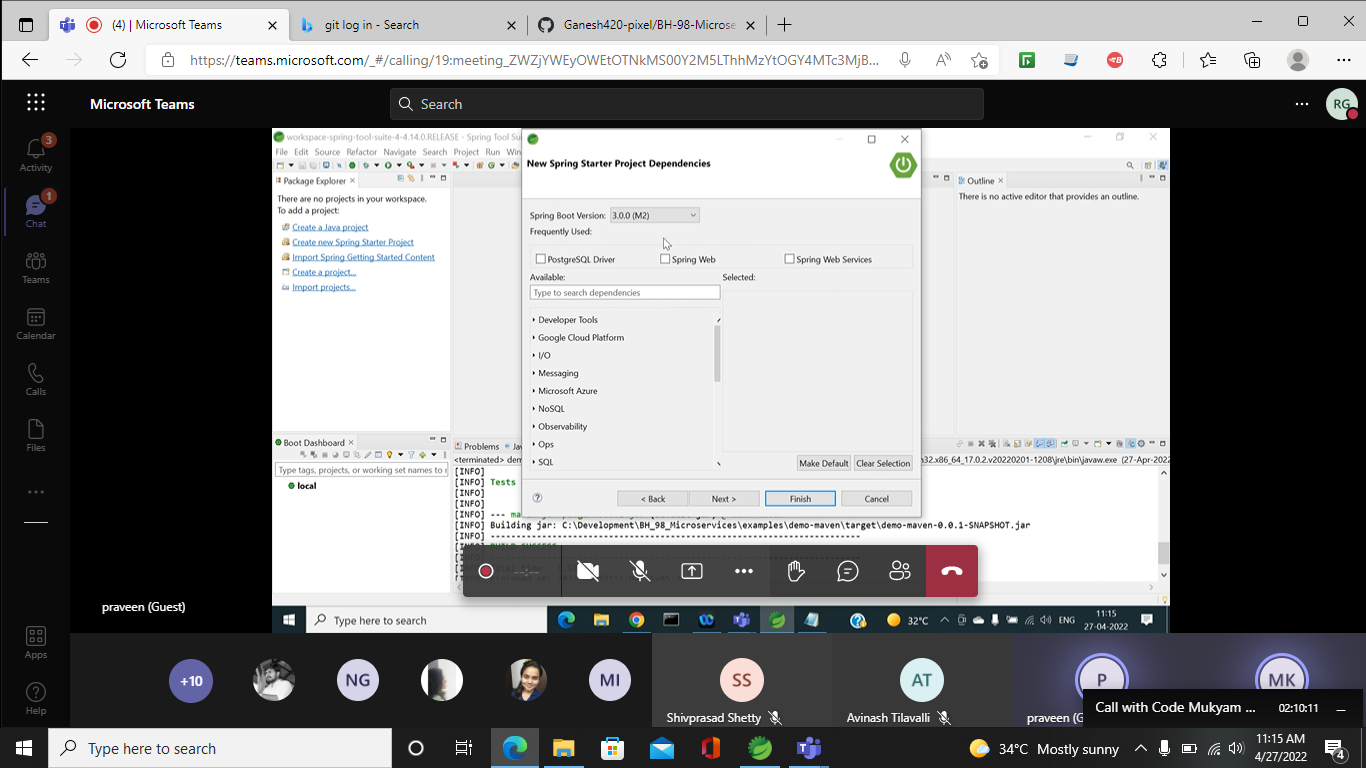 (4) | Microsoft Teams
git log in - Search
Ganesh420-pixel/BH-98-Microse
https://teams.microsoft.com/_#/calling/19:meeting_ZWZjYWEyOWEtOTNkMS00Y2M5LThhMzYtOGY4MTc3MjB...
Microsoft Teams
Search
RG
3
Activity
1
Chat
Teams
Calendar
Calls
Files
Apps
Help
workspace-spring-tool-suite-4-4.14.0.RELEASE - Spring Tool Su
File Edit Source Refactor Navigate Search Project Run Win
Package Explorer
There are no projects in your workspace.
To add a project:
Create a Java project
Create new Spring Starter Project
Import Spring Getting Started Content
Create a project...
Import projects...
New Spring Starter Project Dependencies
Spring Boot Version: 3.0.0 (M2)
Frequently Used:
PostgreSQL Driver Spring Web Spring Web Services
Available: Selected:
Type to search dependencies
Developer Tools
Google Cloud Platform
I/O
Messaging
Microsoft Azure
NoSQL
Observability
Ops
SQL
Make Default Clear Selection
< Back Next > Finish Cancel
Outline
There is no active editor that provides an outline.
Boot Dashboard
Type tags, projects, or working set names to
local
Problems
<terminated> dem
n32.x86_64_17.0.2.v20220201-1208\jre\bin\javaw.exe (27-Apr-2022
[INFO]
[INFO] Tests
[INFO]
[INFO]
[INFO] --- ma
[INFO] Building jar: C:\Development\BH_98_Microservices\examples\demo-maven\target\demo-maven-0.0.1-SNAPSHOT.jar
[INFO] ------------------------------------------------------------------------
praveen (Guest)
Type here to search
32°C
ENG
11:15
27-04-2022
+10
NG
MI
SS
Shivprasad Shetty
AT
Avinash Tilavalli
P
praveen (G
MK
Call with Code Mukyam ... 02:10:11
Type here to search
34°C Mostly sunny
11:15 AM
4/27/2022
4